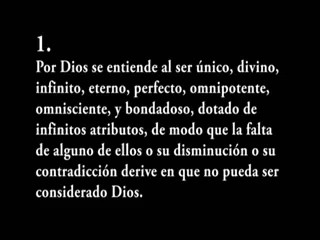 1.
Por Dios se entiende al ser único, divino,
infinito, eterno, perfecto, omnipotente,
omnisciente, y bondadoso, dotado de
infinitos atributos, de modo que la falta
de alguno de ellos o su disminución o su
contradicción derive en que no pueda ser
considerado Dios.